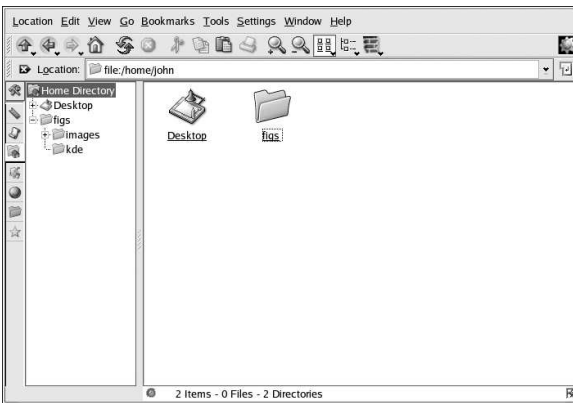 Location Edit View Go Bookmarks Tools Settings Window Help
Location: file:/home/john
Home Directory
Desktop
figs
images
kde
Desktop
figs
2 Items - 0 Files - 2 Directories